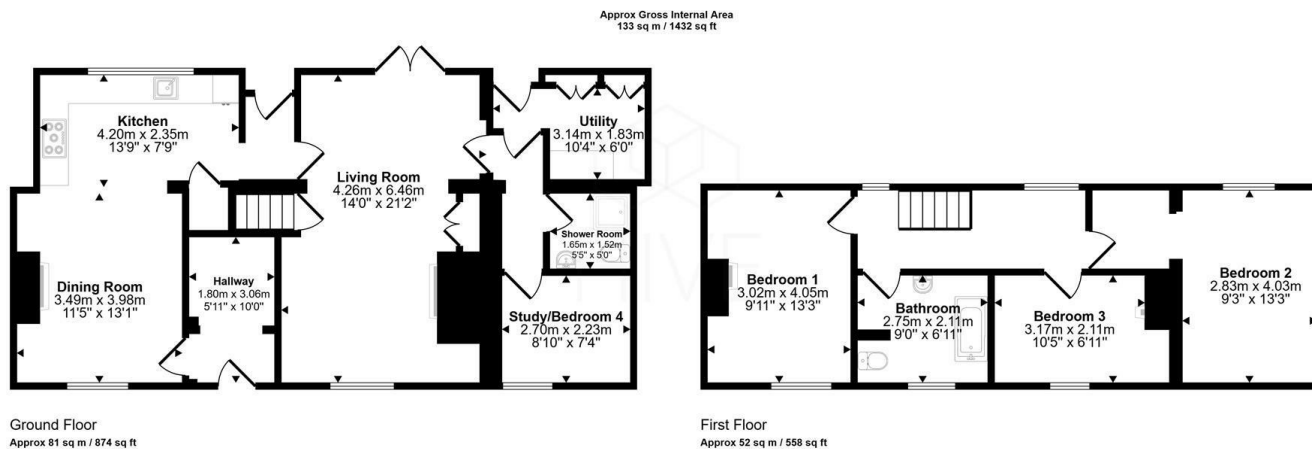 Approx Gross Internal Area
133 sq m / 1432 sq ft
Kitchen
4.20m x 2.35m
13'9" x 7'9"
Utility
3.14m x 1.83m
10'4" x 6'0"
Living Room
4.26m x 6.46m
14'0" x 21'2"
Shower Room
1.65m x 1.52m
5'5" x 5'0"
Hallway
1.80m x 3.06m
5'11" x 10'0"
Dining Room
3.49m x 3.98m
11'5" x 13'1"
Study/Bedroom 4
2.70m x 2.23m
8'10" x 7'4"
Bedroom 1
3.02m x 4.05m
9'11" x 13'3"
Bathroom
2.75m x 2.11m
9'0" x 6'11"
Bedroom 3
3.17m x 2.11m
10'5" x 6'11"
Bedroom 2
2.83m x 4.03m
9'3" x 13'3"
HIVE
Ground Floor
Approx 81 sq m / 874 sq ft
First Floor
Approx 52 sq m / 558 sq ft